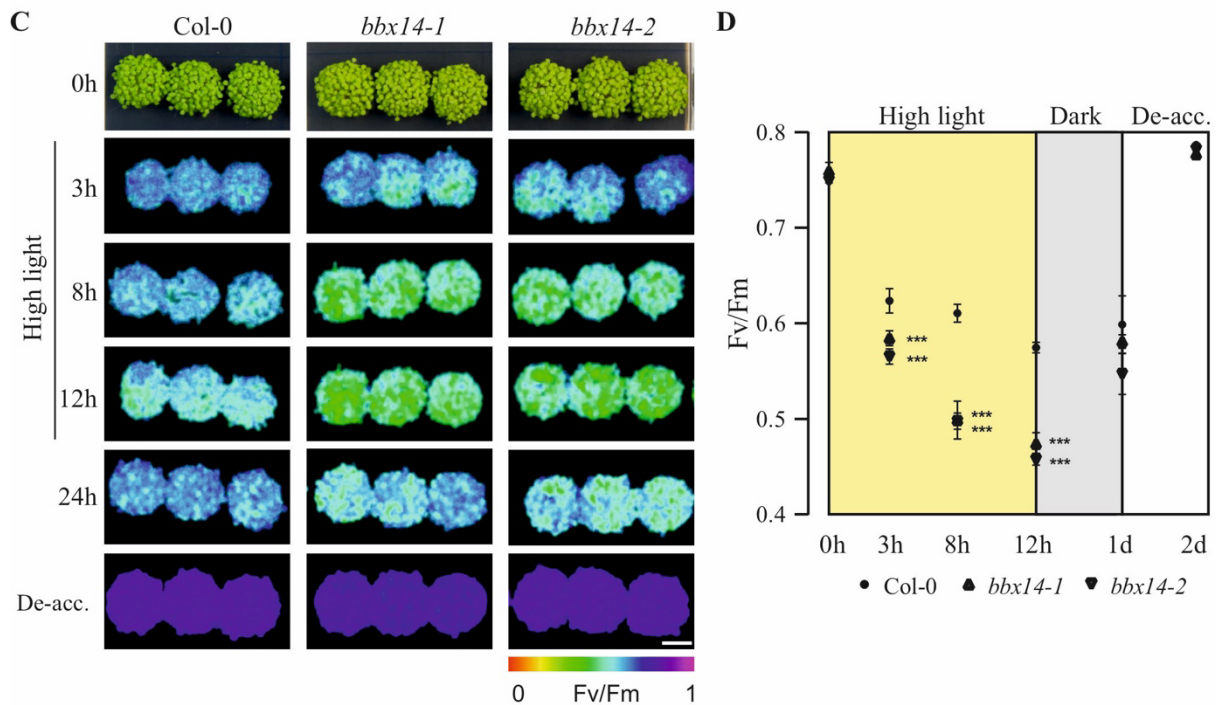 C
Col-0
bbx14-1
bbx14-2
0h
High light
3h
8h
12h
24h
De-acc.
0 Fv/Fm 1
D
High light Dark De-acc.
0.8
0.7
0.6
0.5
0.4
Fv/Fm
***
***
***
***
***
***
0h 3h 8h 12h 1d 2d
Col-0 bbx14-1 bbx14-2